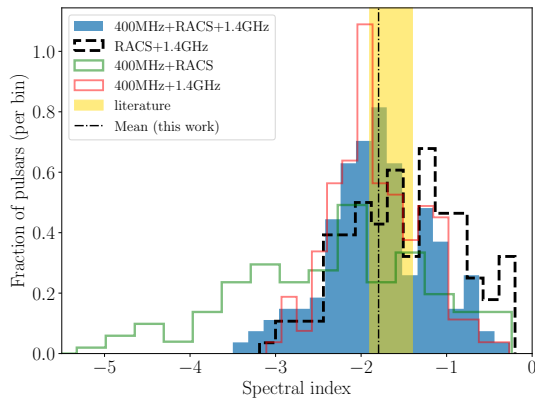 400MHz+RACS+1.4GHz
RACS+1.4GHz
400MHz+RACS
400MHz+1.4GHz
literature
Mean (this work)
Fraction of pulsars (per bin)
1.0
0.8
0.6
0.4
0.2
0.0
−5 −4 −3 −2 −1 0
Spectral index